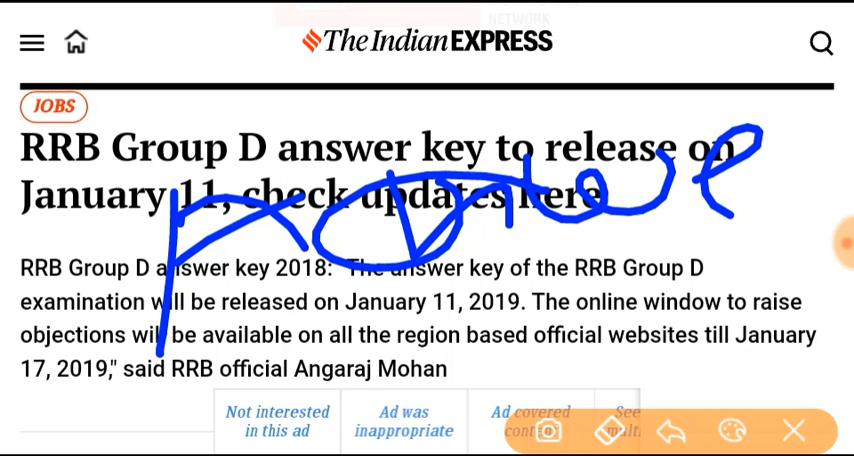 NETWORK
The Indian EXPRESS
JOBS
RRB Group D answer key to release on
January 11, check updates here
RRB Group D answer key 2018: "The answer key of the RRB Group D
examination will be released on January 11, 2019. The online window to raise
objections will be available on all the region based official websites till January
17, 2019," said RRB official Angaraj Mohan
Not interested
in this ad
Ad was
inappropriate
Ad covered
content
See